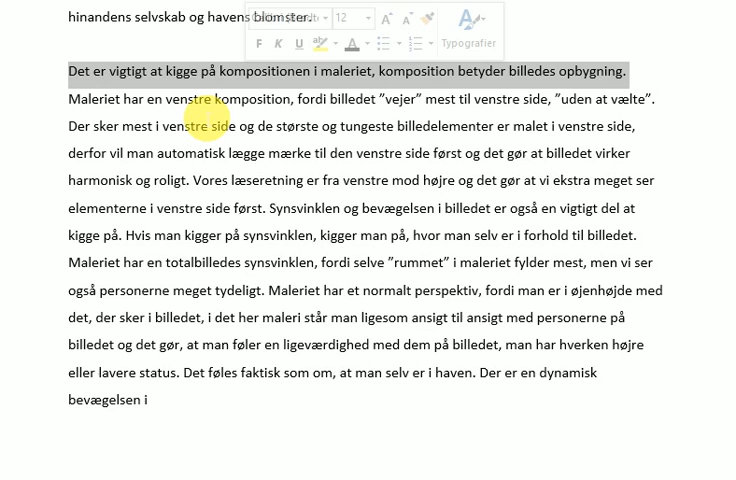 hinandens selvskab og havens blomster.
12
F K U Typografier
Det er vigtigt at kigge på kompositionen i maleriet, komposition betyder billedes opbygning.
Maleriet har en venstre komposition, fordi billedet ”vejer” mest til venstre side, ”uden at vælte”.
Der sker mest i venstre side og de største og tungeste billedelementer er malet i venstre side,
derfor vil man automatisk lægge mærke til den venstre side først og det gør at billedet virker
harmonisk og roligt. Vores læseretning er fra venstre mod højre og det gør at vi ekstra meget ser
elementerne i venstre side først. Synsvinklen og bevægelsen i billedet er også en vigtigt del at
kigge på. Hvis man kigger på synsvinklen, kigger man på, hvor man selv er i forhold til billedet.
Maleriet har en totalbilledes synsvinklen, fordi selve ”rummet” i maleriet fylder mest, men vi ser
også personerne meget tydeligt. Maleriet har et normalt perspektiv, fordi man er i øjenhøjde med
det, der sker i billedet, i det her maleri står man ligesom ansigt til ansigt med personerne på
billedet og det gør, at man føler en ligeværdighed med dem på billedet, man har hverken højre
eller lavere status. Det føles faktisk som om, at man selv er i haven. Der er en dynamisk
bevægelsen i